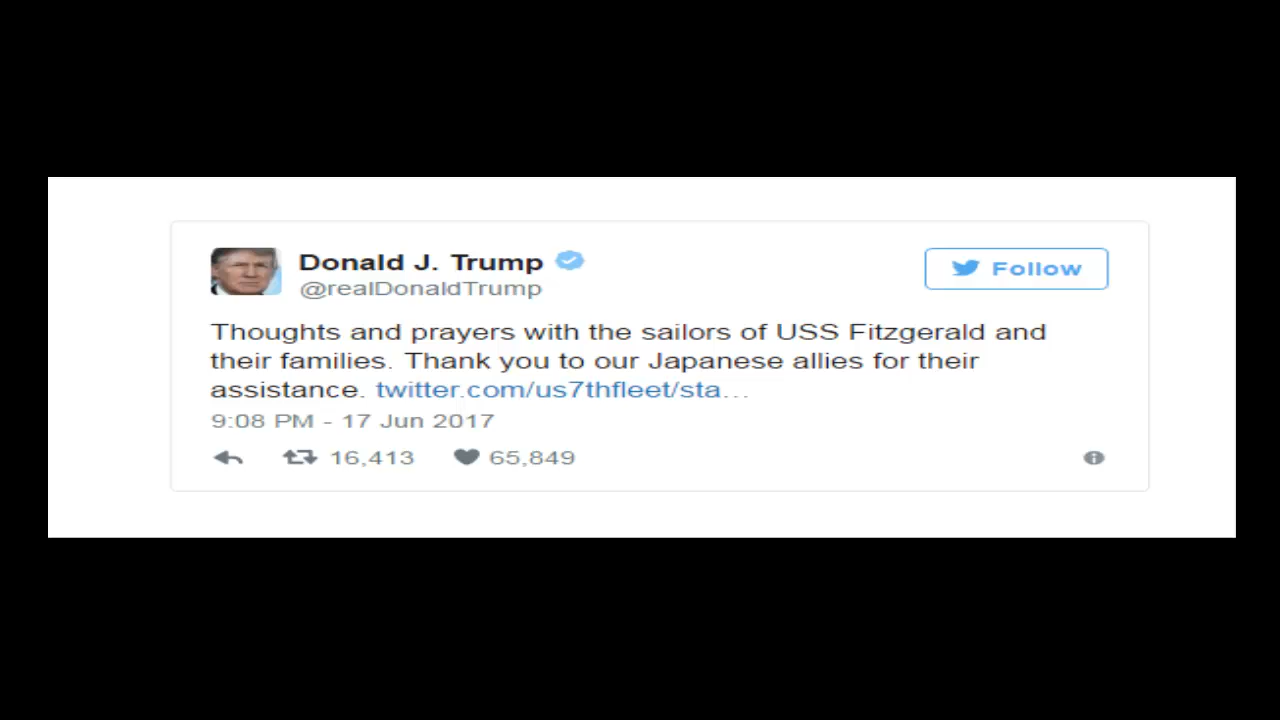 Donald J. Trump
@realDonaldTrump
Follow
Thoughts and prayers with the sailors of USS Fitzgerald and
their families. Thank you to our Japanese allies for their
assistance. twitter.com/us7thfleet/sta…
9:08 PM - 17 Jun 2017
16,413 65,849